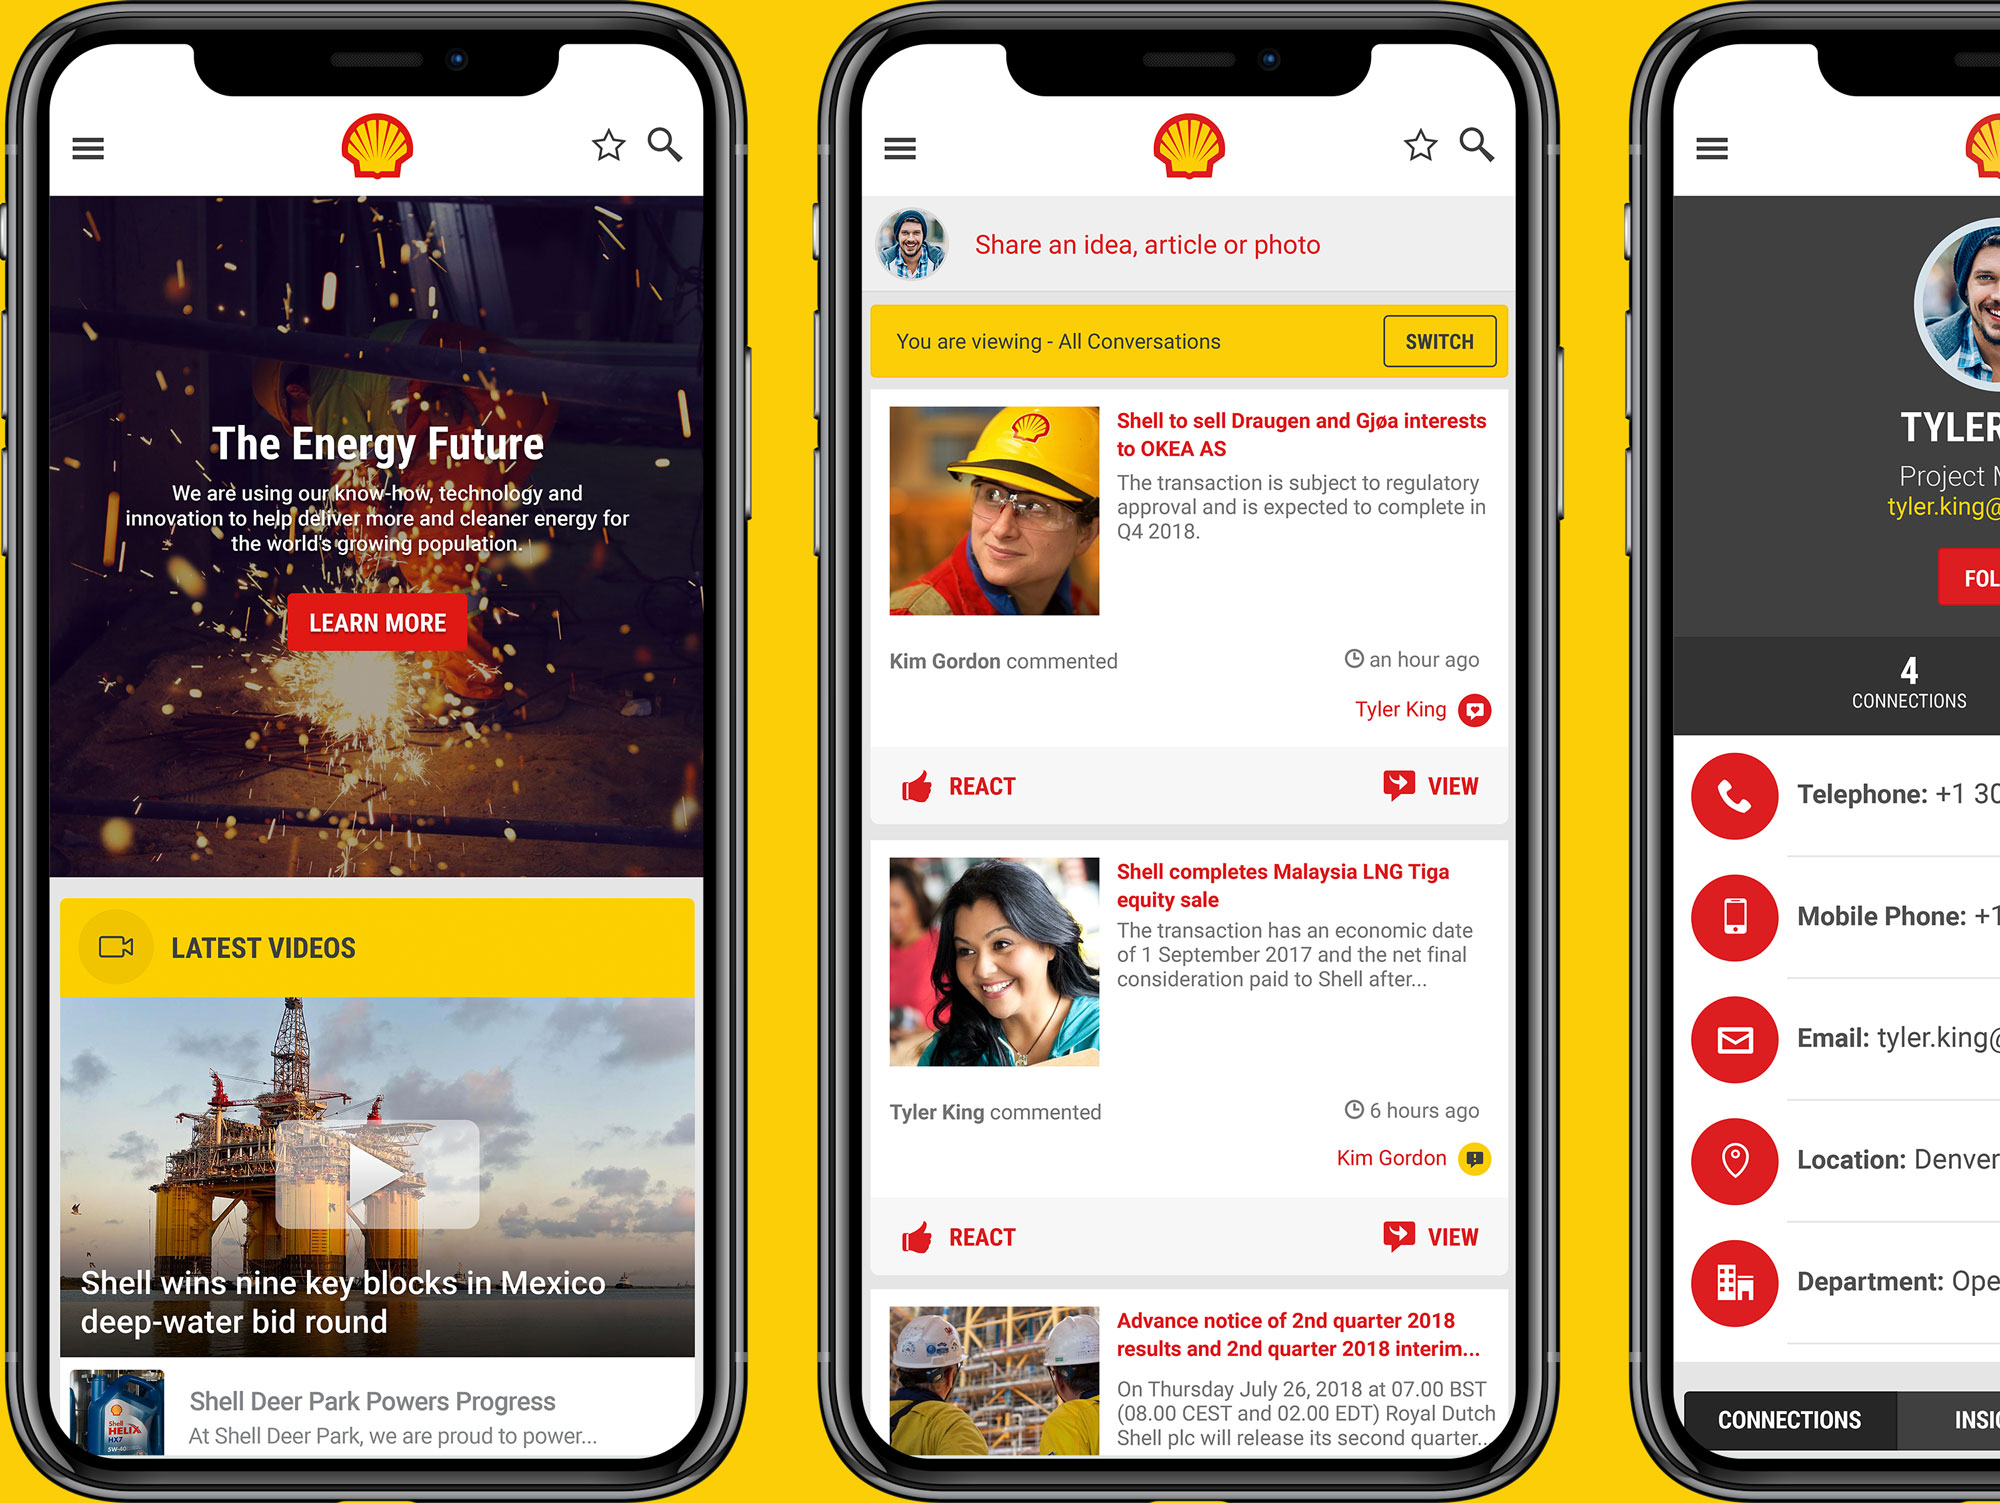 The Energy Future
We are using our know-how, technology and
innovation to help deliver more and cleaner energy for
the world's growing population.
LEARN MORE
LATEST VIDEOS
Shell wins nine key blocks in Mexico
deep-water bid round
Shell
HELIX
HX7
5W-40
Shell Deer Park Powers Progress
At Shell Deer Park, we are proud to power...
Share an idea, article or photo
You are viewing - All Conversations
SWITCH
Shell to sell Draugen and Gjøa interests
to OKEA AS
The transaction is subject to regulatory
approval and is expected to complete in
Q4 2018.
Kim Gordon commented
an hour ago
Tyler King
REACT
VIEW
Shell completes Malaysia LNG Tiga
equity sale
The transaction has an economic date
of 1 September 2017 and the net final
consideration paid to Shell after...
Tyler King commented
6 hours ago
Kim Gordon
REACT
VIEW
Advance notice of 2nd quarter 2018
results and 2nd quarter 2018 interim...
On Thursday July 26, 2018 at 07.00 BST
(08.00 CEST and 02.00 EDT) Royal Dutch
Shell plc will release its second quarter..
TYLER
Project
tyler.king@
FOL
4
CONNECTIONS
Telephone: +1 30
Mobile Phone: +1
Email: tyler.king@
Location: Denver
Department: Ope
CONNECTIONS
INSI